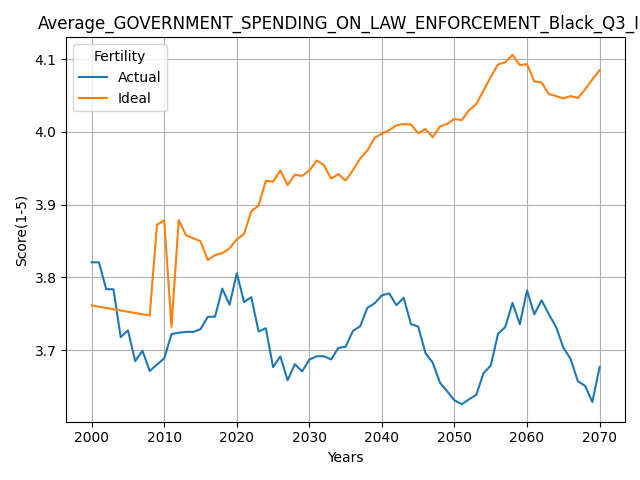 Average_GOVERNMENT_SPENDING_ON_LAW_ENFORCEMENT_Black_Q3_I
Fertility
Actual
Ideal
Score(1-5)
4.1
4.0
3.9
3.8
3.7
2000 2010 2020 2030 2040 2050 2060 2070
Years